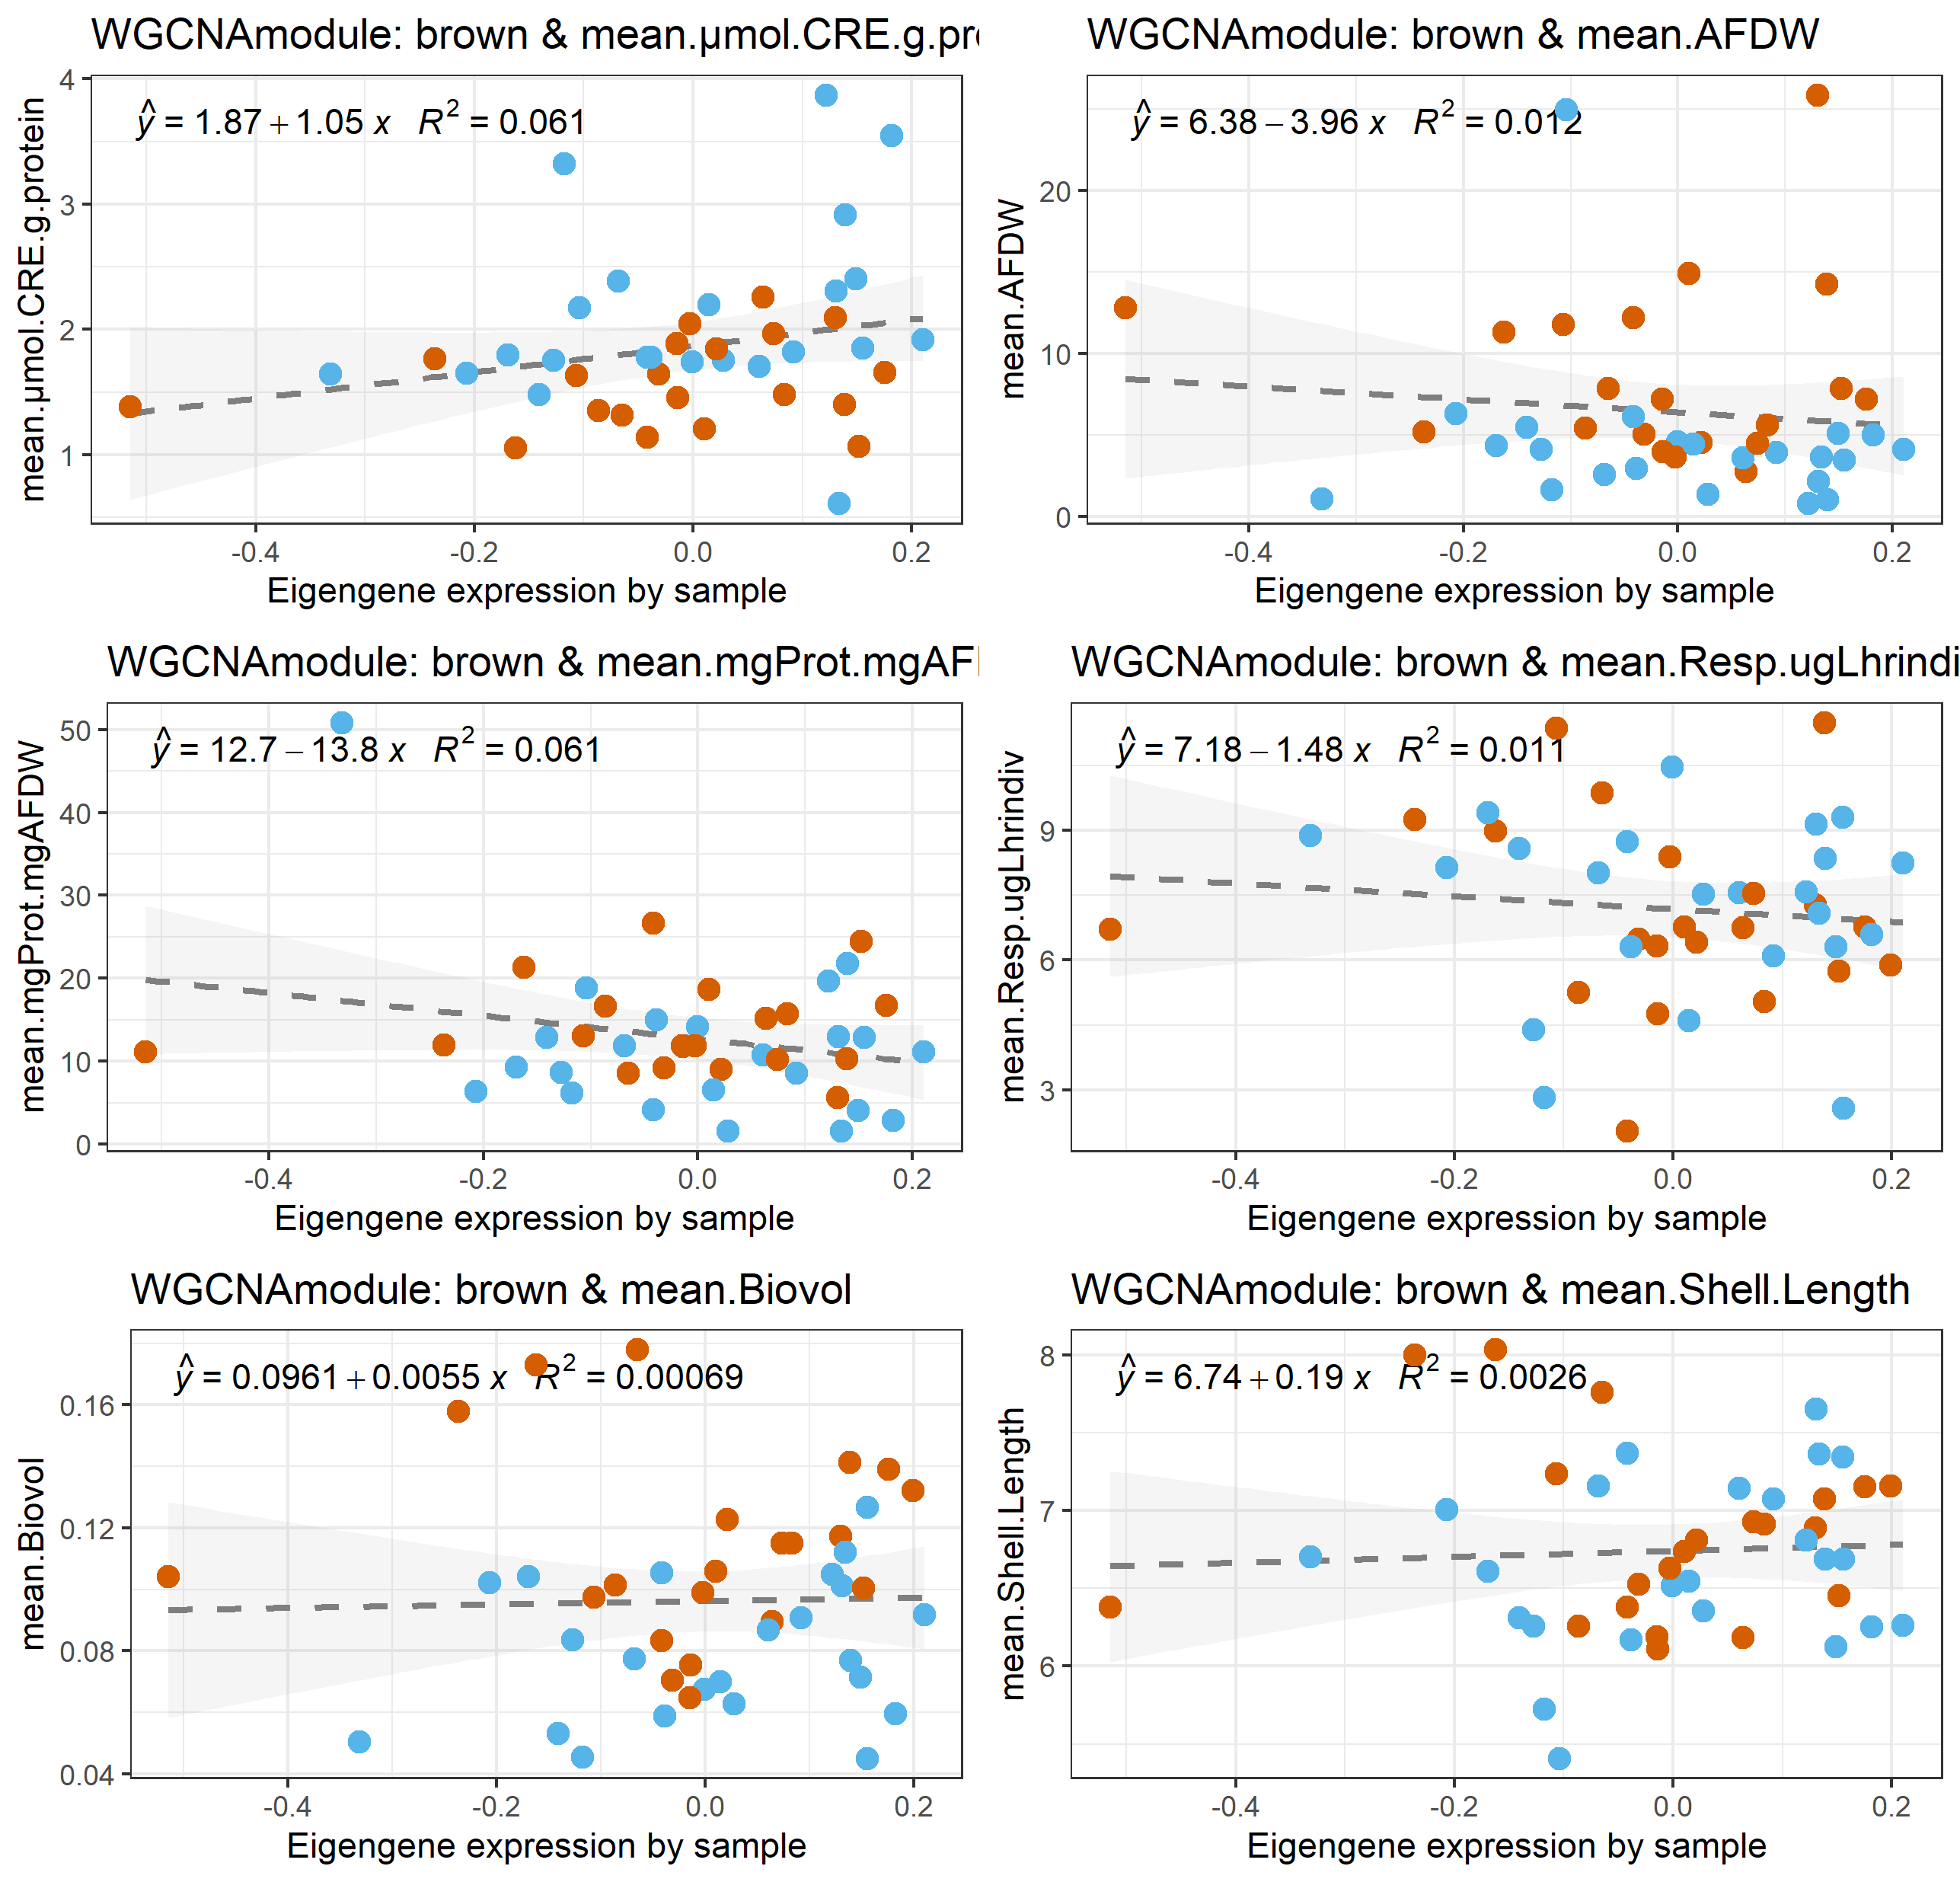 WGCNAmodule: brown & mean.µmol.CRE.g.pro
ŷ = 1.87 + 1.05 x R² = 0.061
mean.µmol.CRE.g.protein
4
3
2
1
-0.4 -0.2 0.0 0.2
Eigengene expression by sample
WGCNAmodule: brown & mean.AFDW
ŷ = 6.38 − 3.96 x R² = 0.012
mean.AFDW
20
10
0
-0.4 -0.2 0.0 0.2
Eigengene expression by sample
WGCNAmodule: brown & mean.mgProt.mgAF
ŷ = 12.7 − 13.8 x R² = 0.061
mean.mgProt.mgAFDW
50
40
30
20
10
0
-0.4 -0.2 0.0 0.2
Eigengene expression by sample
WGCNAmodule: brown & mean.Resp.ugLhrindi
ŷ = 7.18 − 1.48 x R² = 0.011
mean.Resp.ugLhrindiv
9
6
3
-0.4 -0.2 0.0 0.2
Eigengene expression by sample
WGCNAmodule: brown & mean.Biovol
ŷ = 0.0961 + 0.0055 x R² = 0.00069
mean.Biovol
0.16
0.12
0.08
0.04
-0.4 -0.2 0.0 0.2
Eigengene expression by sample
WGCNAmodule: brown & mean.Shell.Length
ŷ = 6.74 + 0.19 x R² = 0.0026
mean.Shell.Length
8
7
6
-0.4 -0.2 0.0 0.2
Eigengene expression by sample